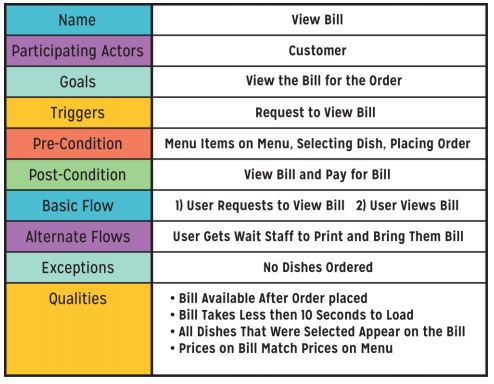 Name View Bill
Participating Actors Customer
Goals View the Bill for the Order
Triggers Request to View Bill
Pre-Condition Menu Items on Menu, Selecting Dish, Placing Order
Post-Condition View Bill and Pay for Bill
Basic Flow 1) User Requests to View Bill 2) User Views Bill
Alternate Flows User Gets Wait Staff to Print and Bring Them Bill
Exceptions No Dishes Ordered
Qualities • Bill Available After Order placed
• Bill Takes Less then 10 Seconds to Load
• All Dishes That Were Selected Appear on the Bill
• Prices on Bill Match Prices on Menu